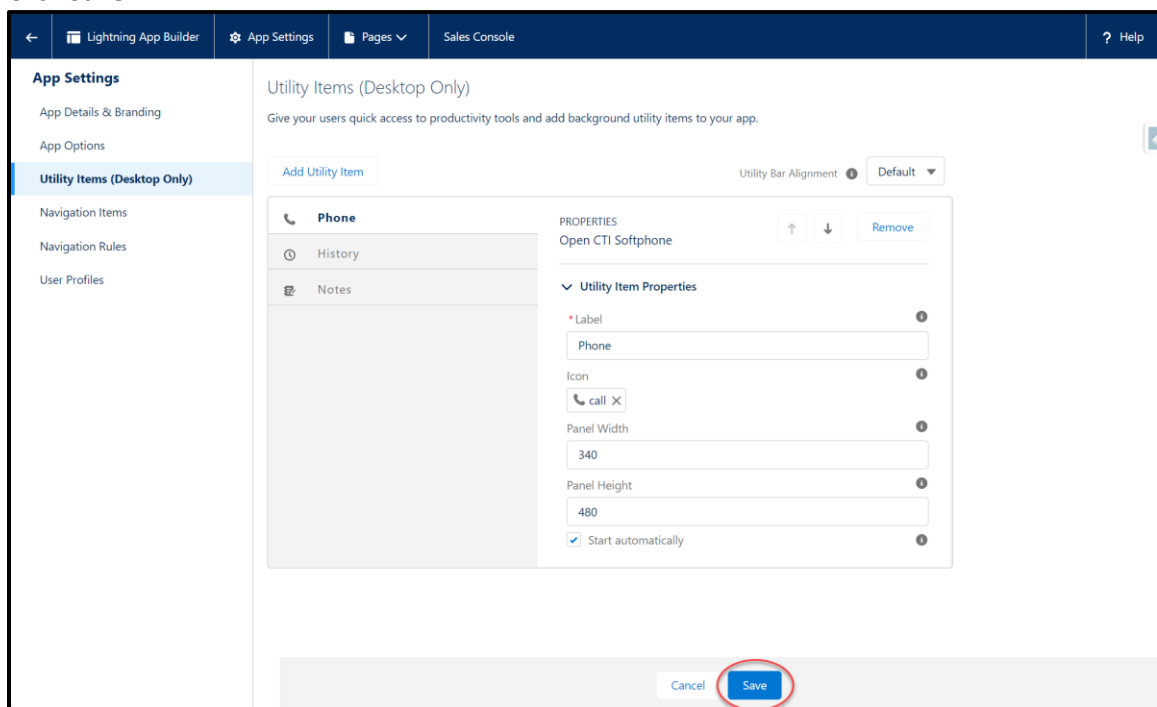 Lightning App Builder
App Settings
Pages
Sales Console
? Help
App Settings
App Details & Branding
App Options
Utility Items (Desktop Only)
Navigation Items
Navigation Rules
User Profiles
Utility Items (Desktop Only)
Give your users quick access to productivity tools and add background utility items to your app.
Add Utility Item
Utility Bar Alignment
Default
Phone
History
Notes
PROPERTIES
Open CTI Softphone
Remove
Utility Item Properties
* Label
Phone
Icon
call
Panel Width
340
Panel Height
480
Start automatically
Cancel
Save